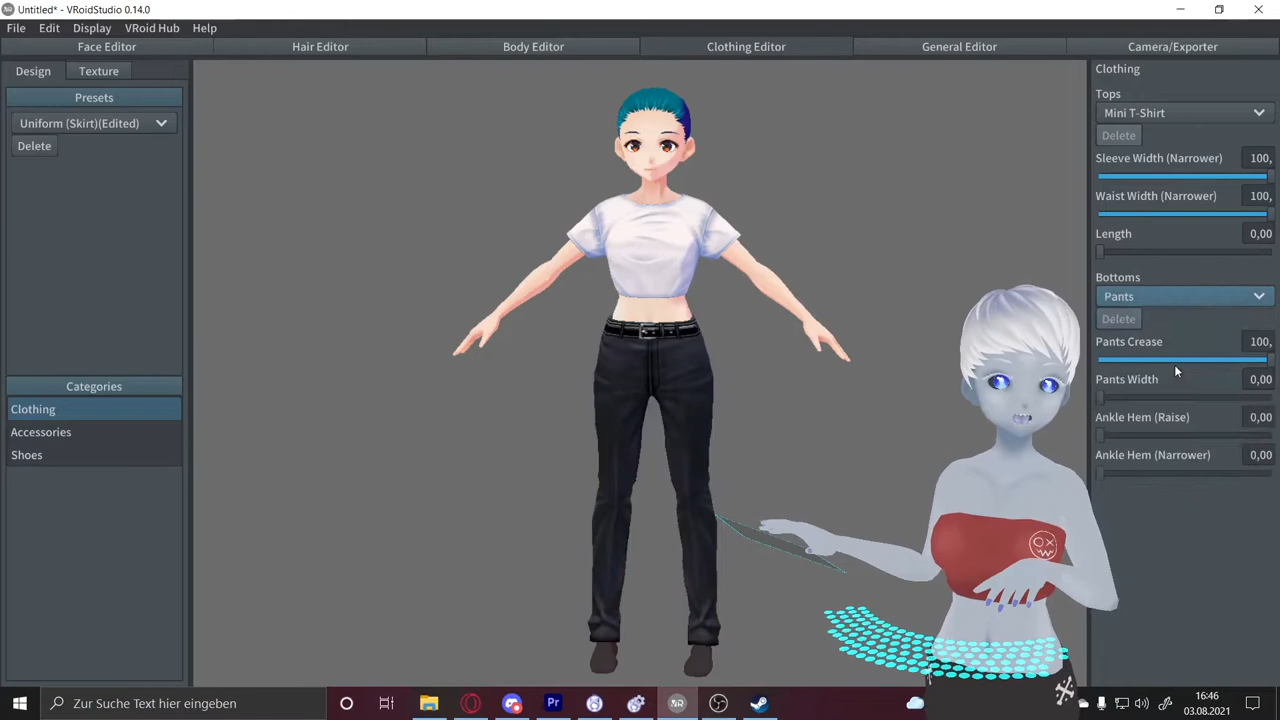 Untitled* - VRoidStudio 0.14.0
File Edit Display VRoid Hub Help
Face Editor Hair Editor Body Editor Clothing Editor General Editor Camera/Exporter
Design Texture
Presets
Uniform (Skirt)(Edited)
Delete
Categories
Clothing
Accessories
Shoes
Clothing
Tops
Mini T-Shirt
Delete
Sleeve Width (Narrower) 100,
Waist Width (Narrower) 100,
Length 0,00
Bottoms
Pants
Delete
Pants Crease 100,
Pants Width 0,00
Ankle Hem (Raise) 0,00
Ankle Hem (Narrower) 0,00
Zur Suche Text hier eingeben
16:46
03.08.2021